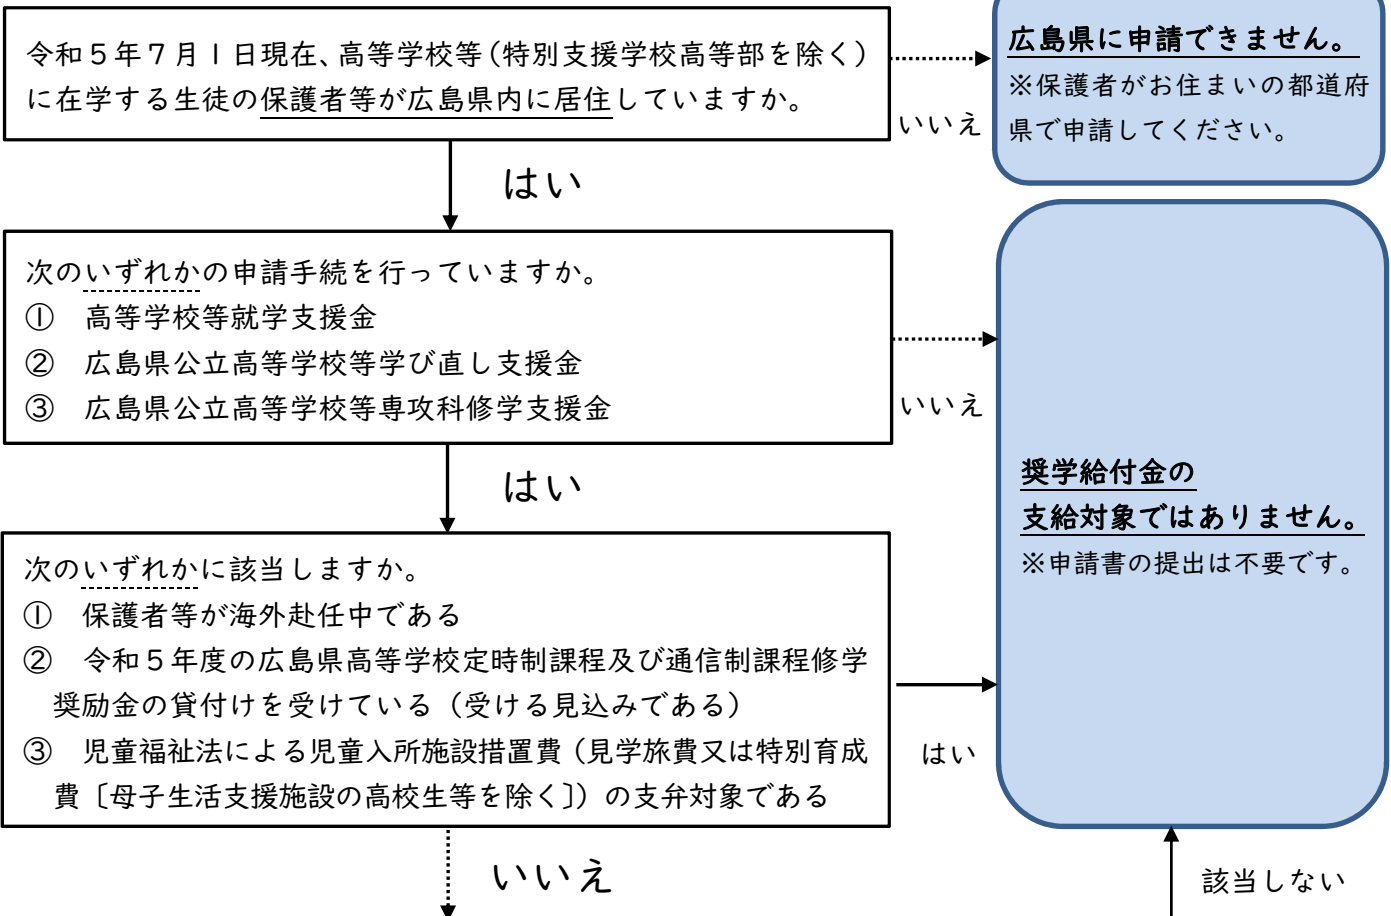 令和５年７月１日現在、高等学校等（特別支援学校高等部を除く）
に在学する生徒の保護者等が広島県内に居住していますか。
いいえ
広島県に申請できません。
※保護者がお住まいの都道府
県で申請してください。
はい
次のいずれかの申請手続を行っていますか。
①　高等学校等就学支援金
②　広島県公立高等学校等学び直し支援金
③　広島県公立高等学校等専攻科修学支援金
いいえ
はい
奨学給付金の
支給対象ではありません。
※申請書の提出は不要です。
次のいずれかに該当しますか。
①　保護者等が海外赴任中である
②　令和５年度の広島県高等学校定時制課程及び通信制課程修学
奨励金の貸付けを受けている（受ける見込みである）
③　児童福祉法による児童入所施設措置費（見学旅費又は特別育成
費〔母子生活支援施設の高校生等を除く〕）の支弁対象である
はい
いいえ
該当しない